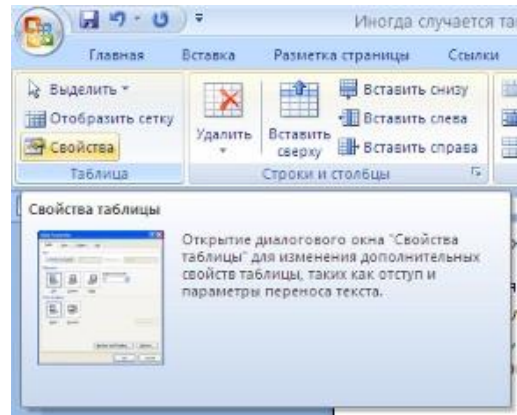 Иногда случается та
Главная Вставка Разметка страницы Ссылки
Выделить
Отобразить сетку
Свойства
Таблица
Удалить
Вставить сверху
Вставить снизу
Вставить слева
Вставить справа
Строки и столбцы
Свойства таблицы
Открытие диалогового окна "Свойства
таблицы" для изменения дополнительных
свойств таблицы, таких как отступ и
параметры переноса текста.